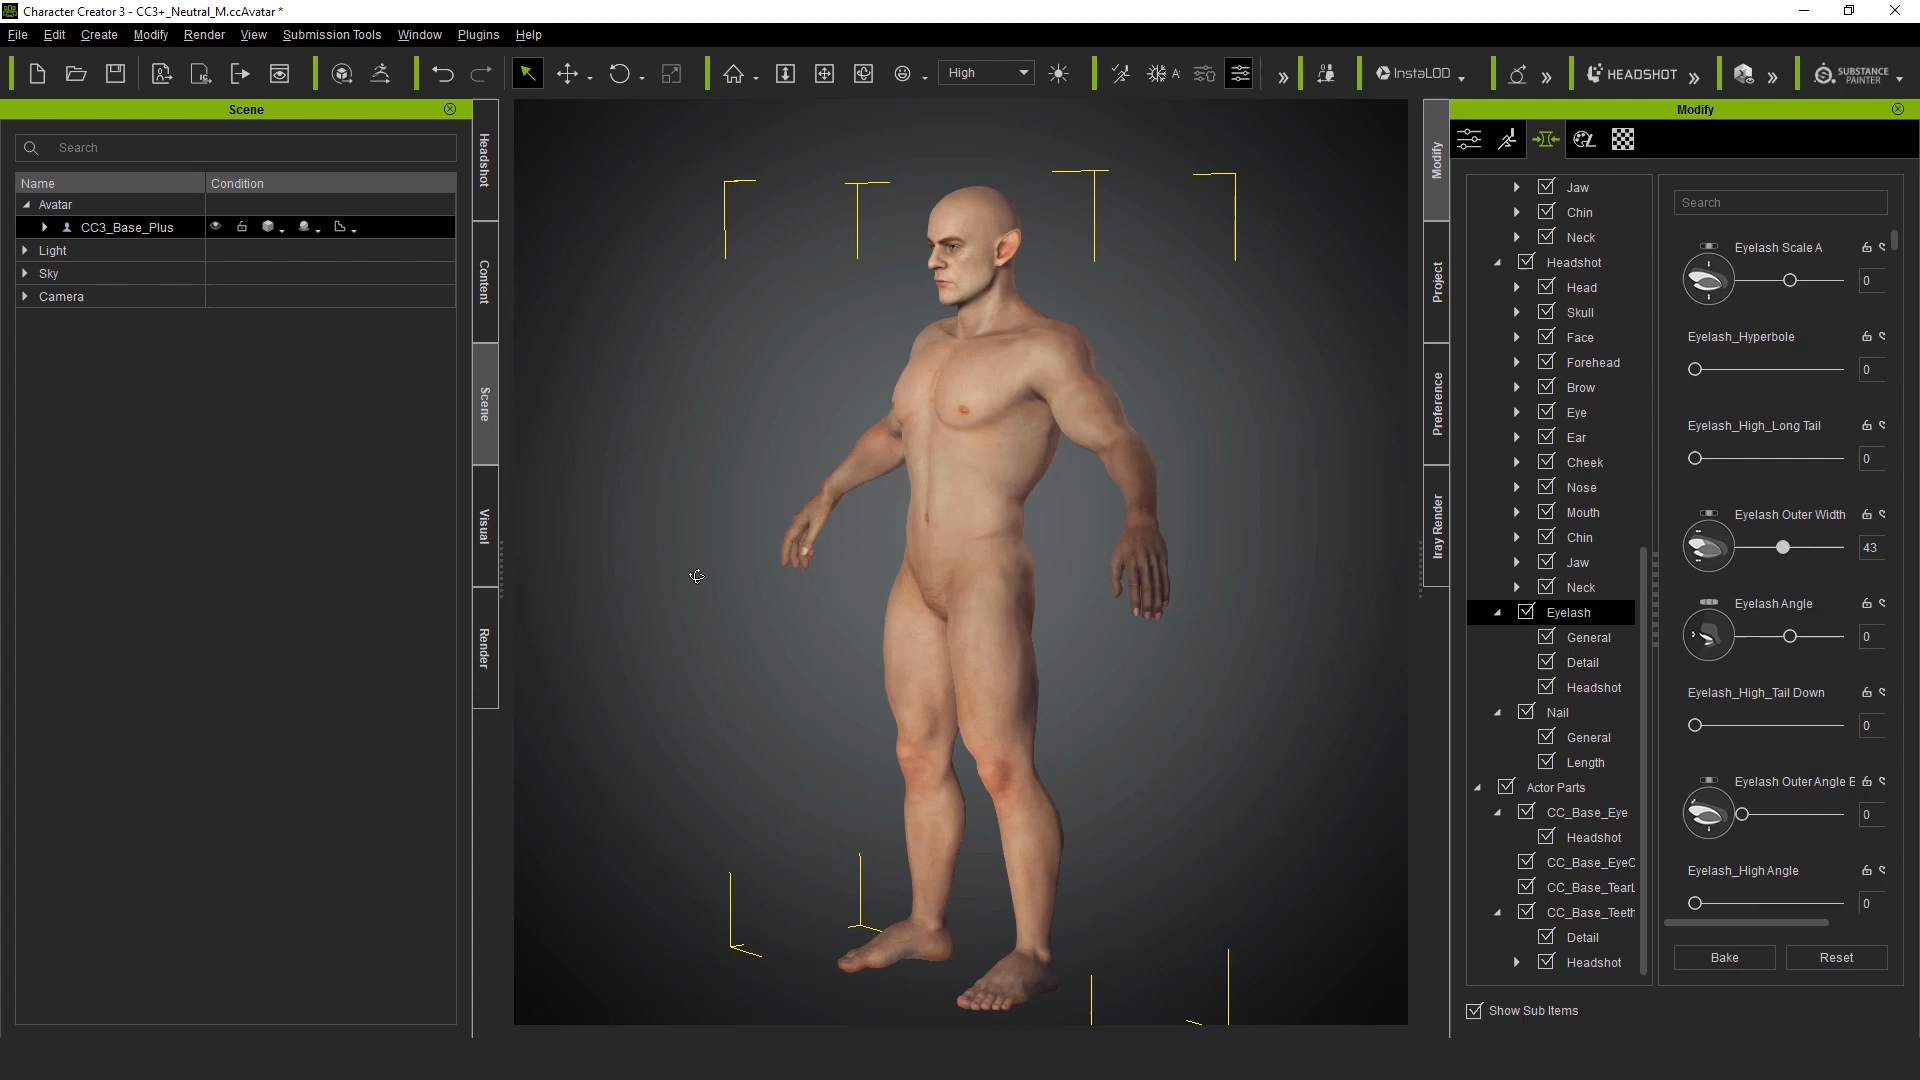 Character Creator 3 - CC3+_Neutral_M.ccAvatar *
File Edit Create Modify Render View Submission Tools Window Plugins Help
High
InstaLOD
HEADSHOT
SUBSTANCE PAINTER
Scene
Search
Name Condition
Avatar
CC3_Base_Plus
Light
Sky
Camera
Headshot
Content
Scene
Visual
Render
Modify
Project
Preference
Iray Render
Modify
Jaw
Chin
Neck
Headshot
Head
Skull
Face
Forehead
Brow
Eye
Ear
Cheek
Nose
Mouth
Chin
Jaw
Neck
Eyelash
General
Detail
Headshot
Nail
General
Length
Actor Parts
CC_Base_Eye
Headshot
CC_Base_EyeO
CC_Base_Tearl
CC_Base_Teeth
Detail
Headshot
Show Sub Items
Search
Eyelash Scale A
0
Eyelash_Hyperbole
0
Eyelash_High_Long Tail
0
Eyelash Outer Width
43
Eyelash Angle
0
Eyelash_High_Tail Down
0
Eyelash Outer Angle E
0
Eyelash_High Angle
0
Bake Reset